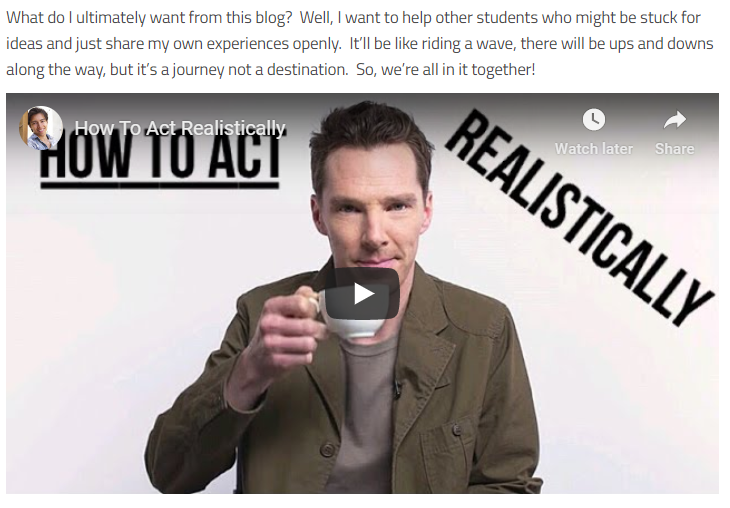 What do I ultimately want from this blog?  Well, I want to help other students who might be stuck for
ideas and just share my own experiences openly.  It'll be like riding a wave, there will be ups and downs
along the way, but it's a journey not a destination.  So, we're all in it together!
How To Act Realistically
Watch later
Share
HOW TO ACT
REALISTICALLY